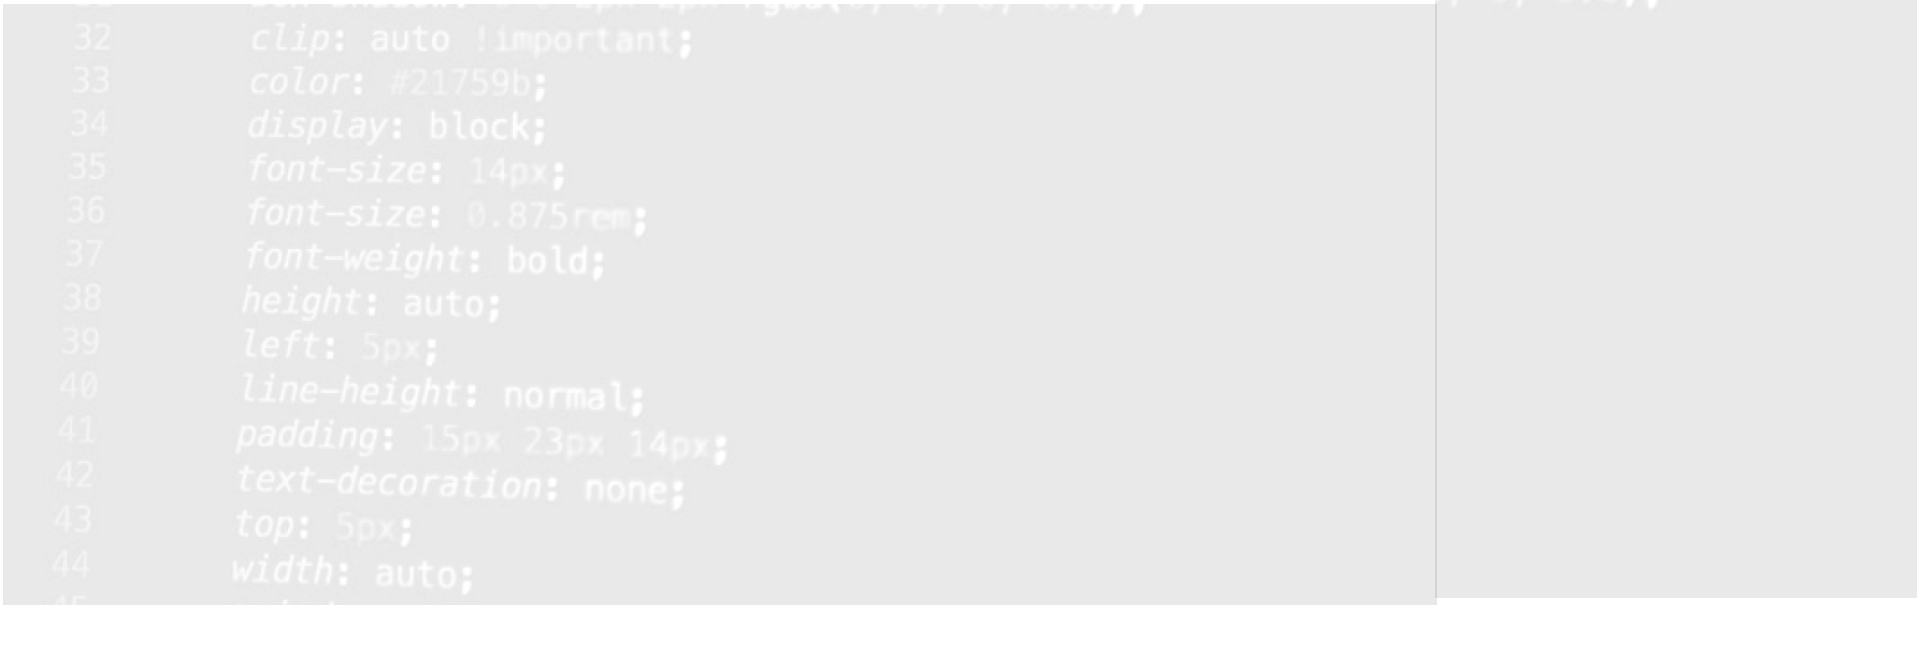 32 clip: auto !important;
33 color: #21759b;
34 display: block;
35 font-size: 14px;
36 font-size: 0.875rem;
37 font-weight: bold;
38 height: auto;
39 left: 5px;
40 line-height: normal;
41 padding: 15px 23px 14px;
42 text-decoration: none;
43 top: 5px;
44 width: auto;